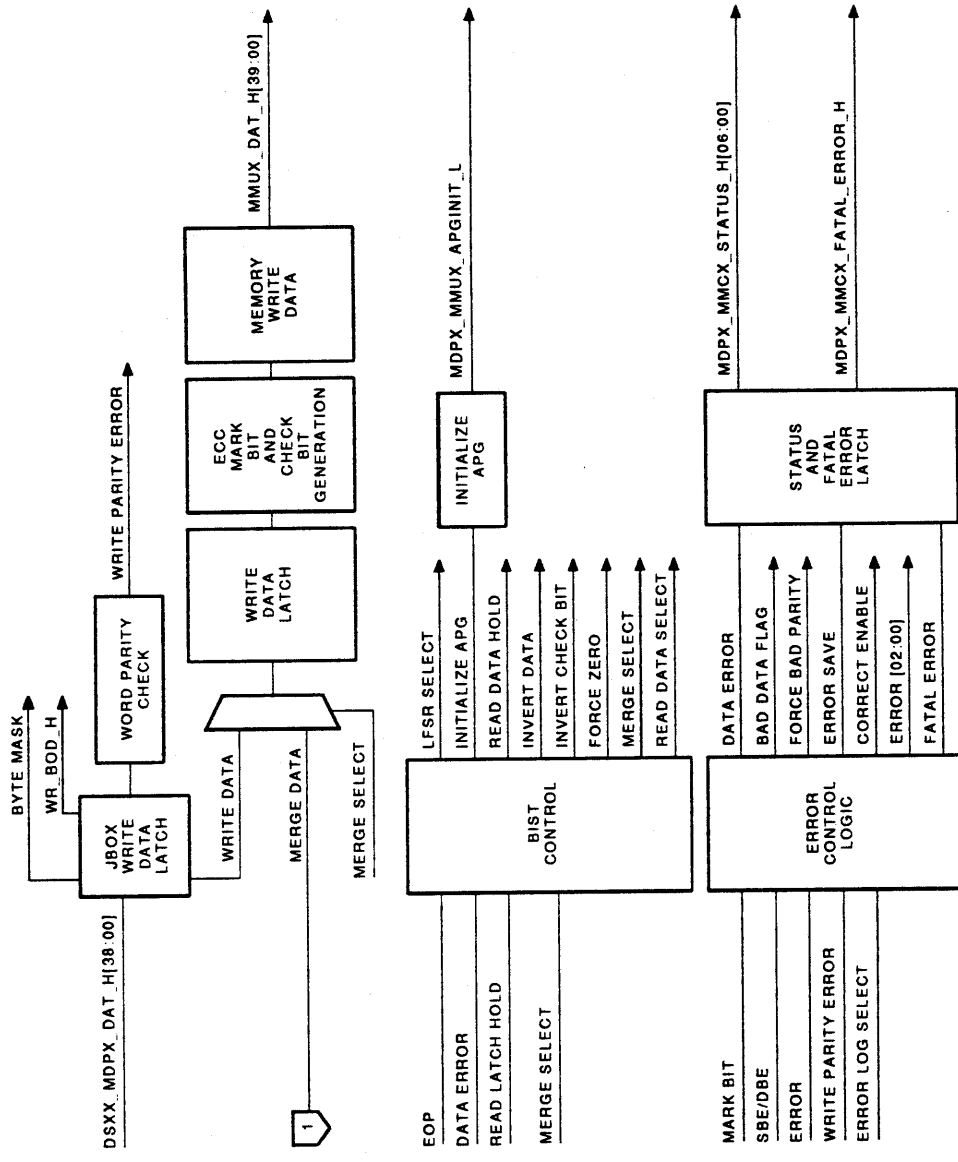 DSXX_MDPX_DAT_H[38:00]
JBOX
WRITE
DATA
LATCH
BYTE MASK
WR_BOD_H
WORD PARITY
CHECK
WRITE PARITY ERROR
WRITE DATA
MERGE DATA
MERGE SELECT
1
WRITE
DATA
LATCH
ECC
MARK
BIT
AND
CHECK
BIT
GENERATION
MEMORY
WRITE
DATA
MMUX_DAT_H[39:00]
EOP
DATA ERROR
READ LATCH HOLD
MERGE SELECT
BIST
CONTROL
LFSR SELECT
INITIALIZE APG
READ DATA HOLD
INVERT DATA
INVERT CHECK BIT
FORCE ZERO
MERGE SELECT
READ DATA SELECT
INITIALIZE
APG
MDPX_MMUX_APGINIT_L
MARK BIT
SBE/DBE
ERROR
WRITE PARITY ERROR
ERROR LOG SELECT
ERROR
CONTROL
LOGIC
DATA ERROR
BAD DATA FLAG
FORCE BAD PARITY
ERROR SAVE
CORRECT ENABLE
ERROR [02:00]
FATAL ERROR
STATUS
AND
FATAL
ERROR
LATCH
MDPX_MMCX_STATUS_H[06:00]
MDPX_MMCX_FATAL_ERROR_H